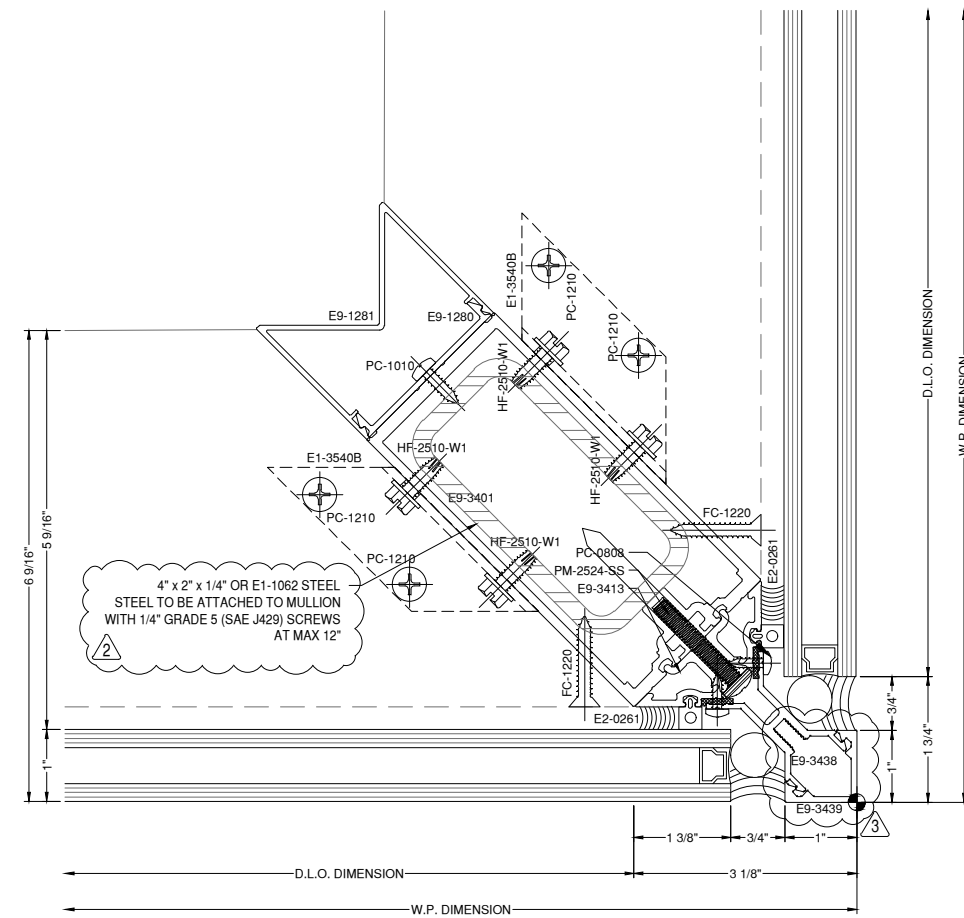 D.L.O. DIMENSION
W.P. DIMENSION
E1-3540B
PC-1210
PC-1210
E9-1281
E9-1280
PC-1010
HF-2510-W1
HF-2510-W1
HF-2510-W1
E1-3540B
E9-3401
PC-1210
FC-1220
HF-2510-W1
PC-0808
PM-2524-SS
E9-3413
PC-1210
E2-0261
6 9/16"
5 9/16"
4" x 2" x 1/4" OR E1-1062 STEEL
STEEL TO BE ATTACHED TO MULLION
WITH 1/4" GRADE 5 (SAE J429) SCREWS
AT MAX 12"
2
FC-1220
E2-0261
3/4"
1 3/4"
1"
1"
E9-3438
E9-3439
3
1 3/8"
3/4"
1"
D.L.O. DIMENSION
3 1/8"
W.P. DIMENSION